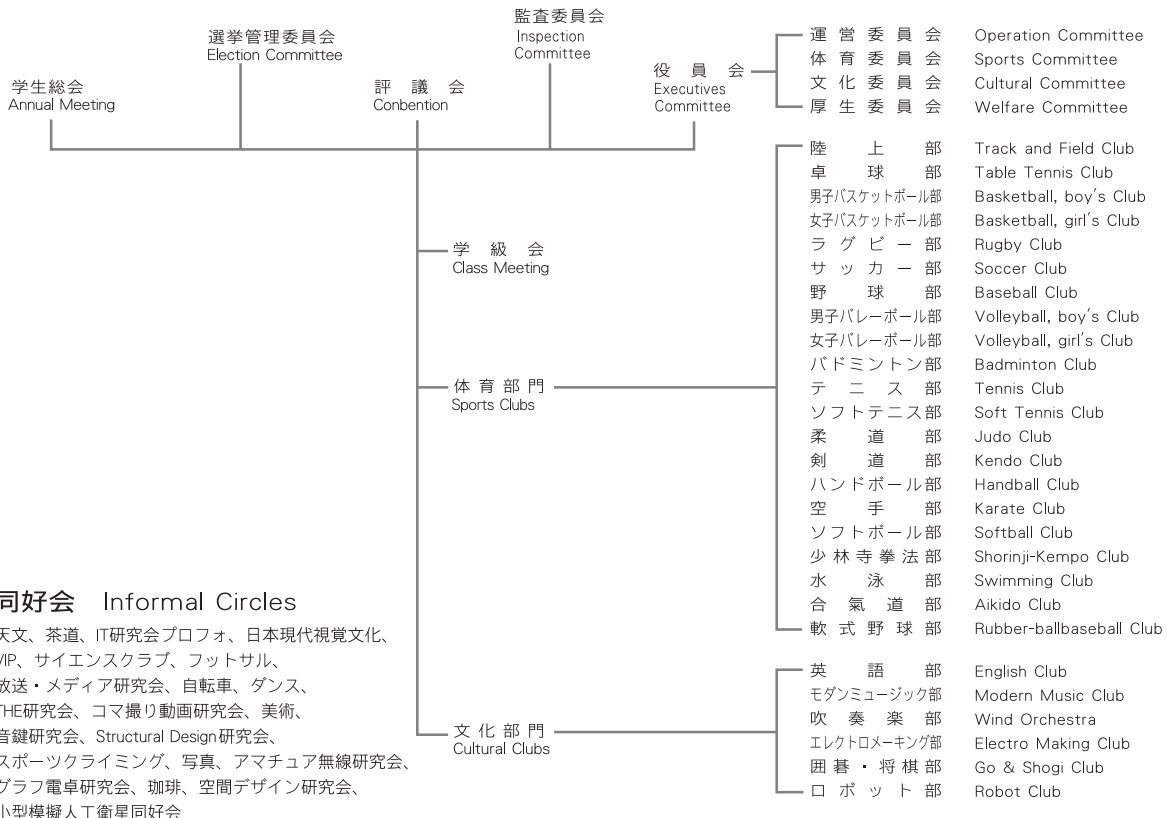 監査委員会
Inspection
Committee
選挙管理委員会
Election Committee
学生総会
Annual Meeting
評議会
Conbention
役員会
Executives
Committee
運営委員会 Operation Committee
体育委員会 Sports Committee
文化委員会 Cultural Committee
厚生委員会 Welfare Committee
学級会
Class Meeting
体育部門
Sports Clubs
陸上部 Track and Field Club
卓球部 Table Tennis Club
男子バスケットボール部 Basketball, boy's Club
女子バスケットボール部 Basketball, girl's Club
ラグビー部 Rugby Club
サッカー部 Soccer Club
野球部 Baseball Club
男子バレーボール部 Volleyball, boy's Club
女子バレーボール部 Volleyball, girl's Club
バドミントン部 Badminton Club
テニス部 Tennis Club
ソフトテニス部 Soft Tennis Club
柔道部 Judo Club
剣道部 Kendo Club
ハンドボール部 Handball Club
空手部 Karate Club
ソフトボール部 Softball Club
少林寺拳法部 Shorinji-Kempo Club
水泳部 Swimming Club
合氣道部 Aikido Club
軟式野球部 Rubber-ballbaseball Club
文化部門
Cultural Clubs
英語部 English Club
モダンミュージック部 Modern Music Club
吹奏楽部 Wind Orchestra
エレクトロメーキング部 Electro Making Club
囲碁・将棋部 Go & Shogi Club
ロボット部 Robot Club
同好会 Informal Circles
天文、茶道、IT研究会プロフォ、日本現代視覚文化、
VIP、サイエンスクラブ、フットサル、
放送・メディア研究会、自転車、ダンス、
THE研究会、コマ撮り動画研究会、美術、
音鍵研究会、Structural Design研究会、
スポーツクライミング、写真、アマチュア無線研究会、
グラフ電卓研究会、珈琲、空間デザイン研究会、
小型模擬人工衛星同好会